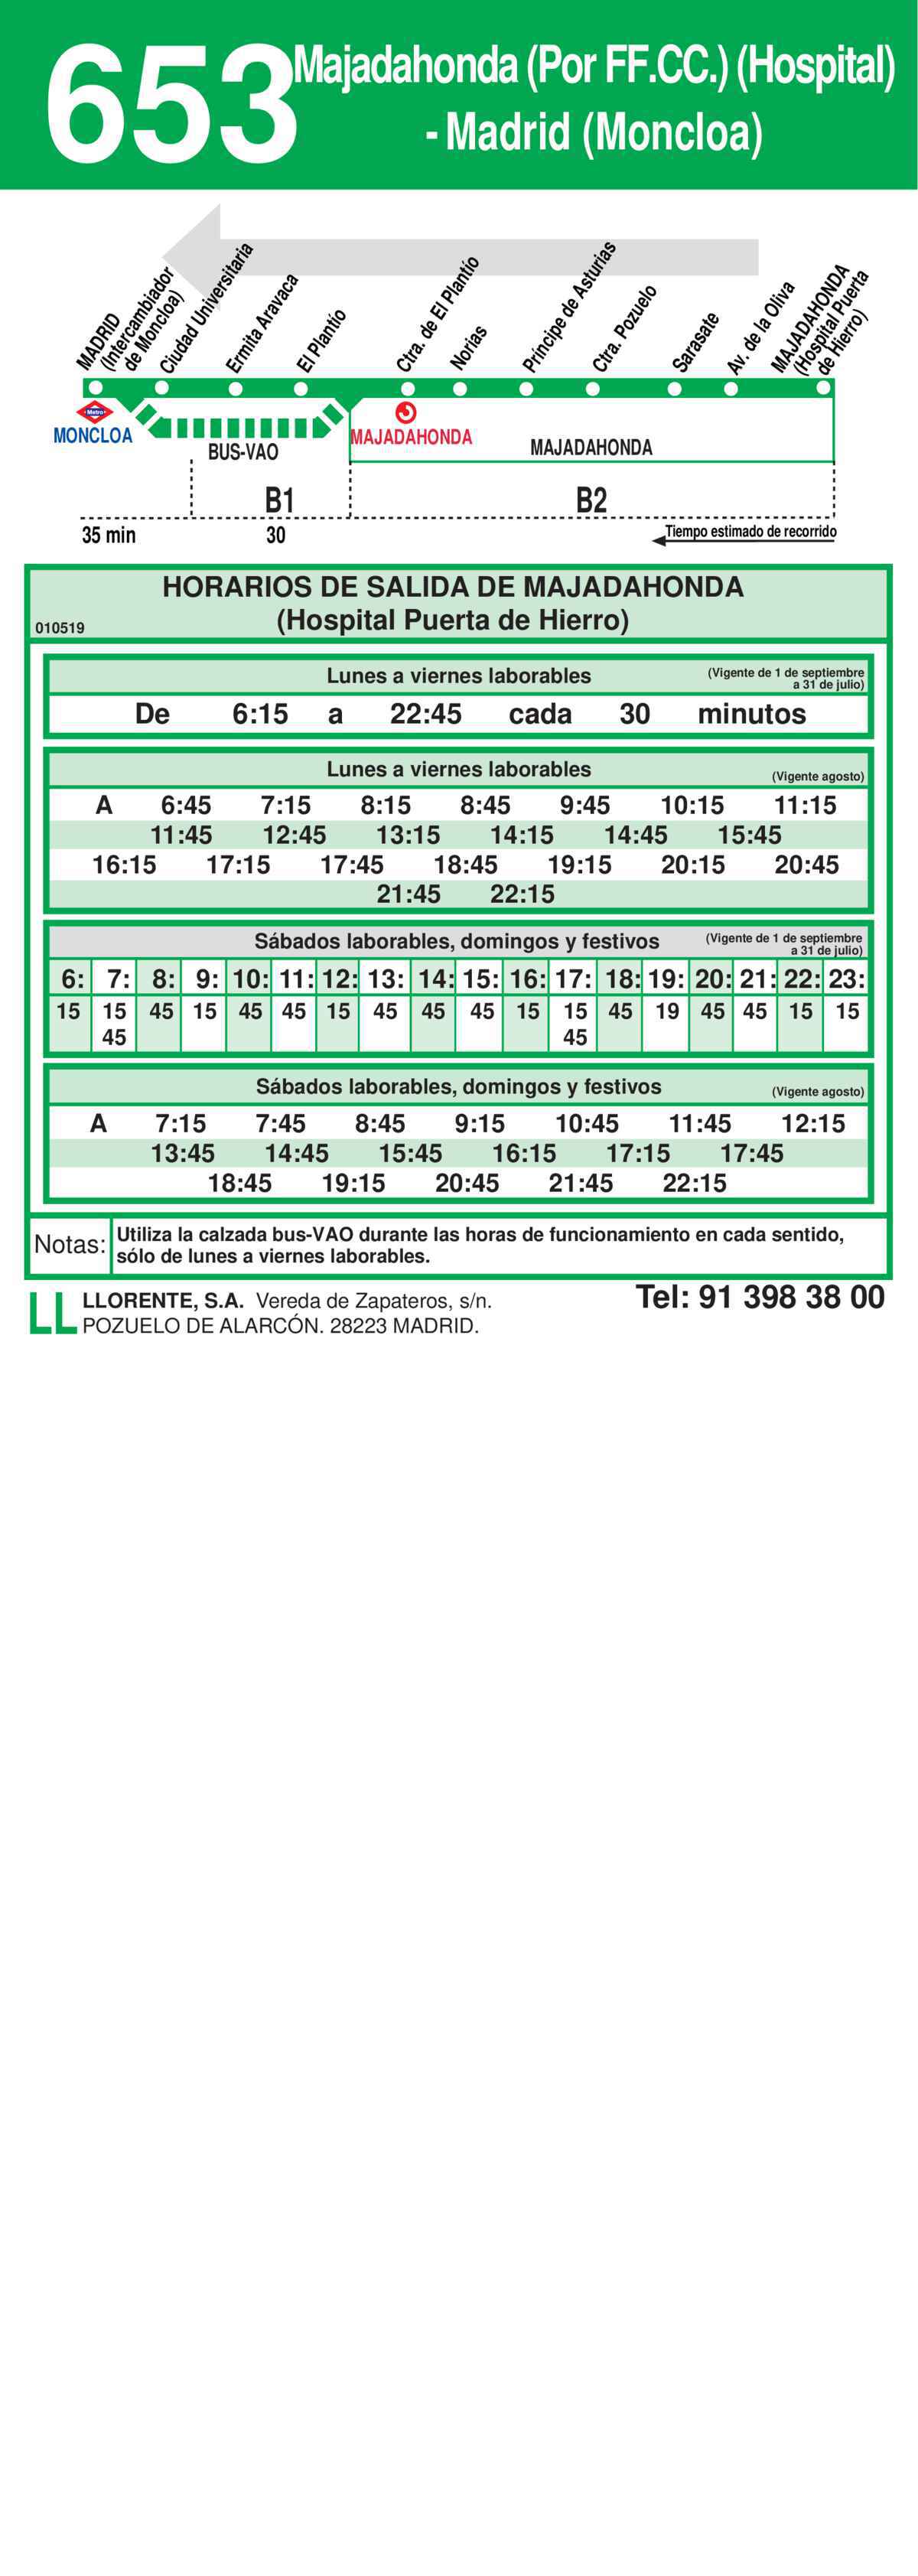 653
Majadahonda (Por FF.CC.) (Hospital)
- Madrid (Moncloa)
MADRID
(Intercambiador
de Moncloa)
Ciudad Universitaria
Ermita Aravaca
El Plantío
Ctra. de El Plantío
Norias
Príncipe de Asturias
Ctra. Pozuelo
Sarasate
Av. de la Oliva
MAJADAHONDA
(Hospital Puerta
de Hierro)
Metro
MONCLOA
BUS-VAO
MAJADAHONDA
MAJADAHONDA
B1
B2
35 min
30
Tiempo estimado de recorrido
HORARIOS DE SALIDA DE MAJADAHONDA
(Hospital Puerta de Hierro)
010519
Lunes a viernes laborables
(Vigente de 1 de septiembre
a 31 de julio)
De 6:15 a 22:45 cada 30 minutos
Lunes a viernes laborables
(Vigente agosto)
A 6:45 7:15 8:15 8:45 9:45 10:15 11:15
11:45 12:45 13:15 14:15 14:45 15:45
16:15 17:15 17:45 18:45 19:15 20:15 20:45
21:45 22:15
Sábados laborables, domingos y festivos
(Vigente de 1 de septiembre
a 31 de julio)
6: 7: 8: 9: 10: 11: 12: 13: 14: 15: 16: 17: 18: 19: 20: 21: 22: 23:
15 15 45 15 45 45 15 45 45 45 15 15 45 19 45 45 15 15
45 45
Sábados laborables, domingos y festivos
(Vigente agosto)
A 7:15 7:45 8:45 9:15 10:45 11:45 12:15
13:45 14:45 15:45 16:15 17:15 17:45
18:45 19:15 20:45 21:45 22:15
Notas:
Utiliza la calzada bus-VAO durante las horas de funcionamiento en cada sentido,
sólo de lunes a viernes laborables.
LL
LLORENTE, S.A. Vereda de Zapateros, s/n.
POZUELO DE ALARCÓN. 28223 MADRID.
Tel: 91 398 38 00